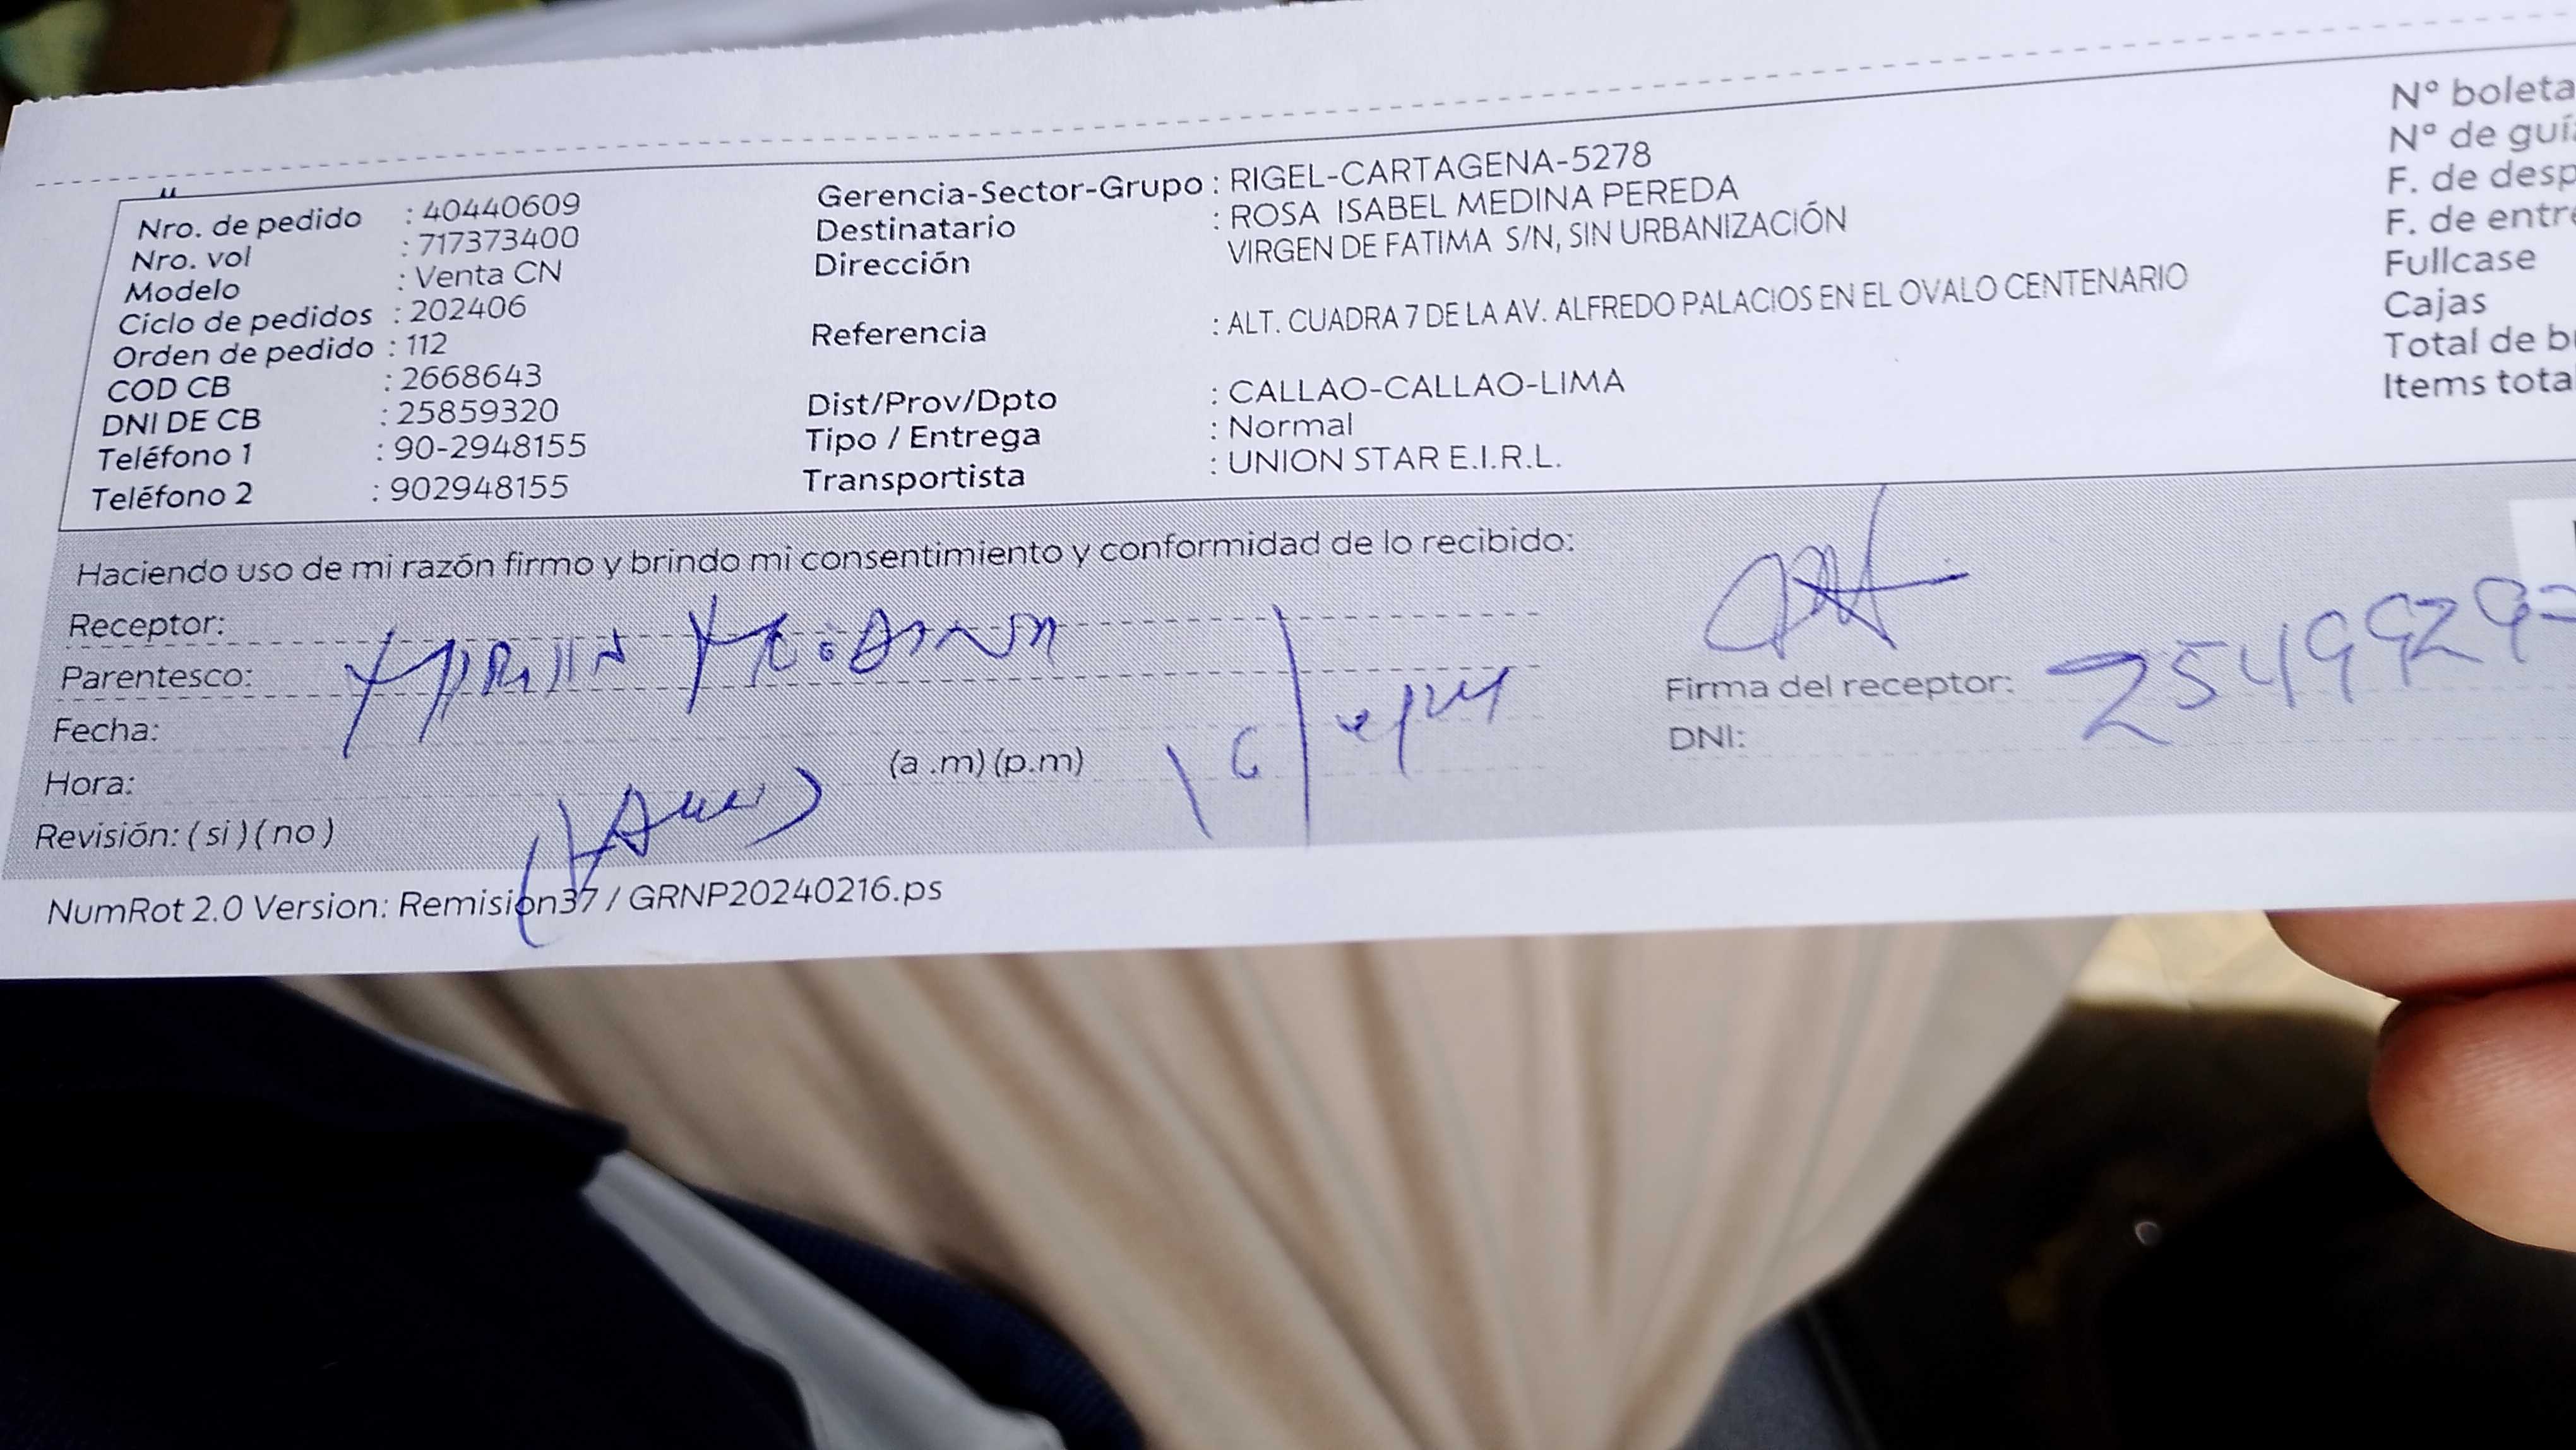 Nro. de pedido : 40440609
Nro. vol : 717373400
Modelo : Venta CN
Ciclo de pedidos : 202406
Orden de pedido : 112
COD CB : 2668643
DNI DE CB : 25859320
Teléfono 1 : 90-2948155
Teléfono 2 : 902948155
Gerencia-Sector-Grupo : RIGEL-CARTAGENA-5278
Destinatario : ROSA ISABEL MEDINA PEREDA
Dirección VIRGEN DE FATIMA S/N, SIN URBANIZACIÓN
Referencia : ALT. CUADRA 7 DE LA AV. ALFREDO PALACIOS EN EL OVALO CENTENARIO
Dist/Prov/Dpto : CALLAO-CALLAO-LIMA
Tipo / Entrega : Normal
Transportista : UNION STAR E.I.R.L.
Nº boleta
Nº de guí
F. de desp
F. de entre
Fullcase
Cajas
Total de b
Items tota
Haciendo uso de mi razón firmo y brindo mi consentimiento y conformidad de lo recibido:
Receptor:
Parentesco:
Fecha:
Hora: (a .m) (p.m)
Revisión: ( si ) ( no )
Firma del receptor:
DNI: 2549929
NumRot 2.0 Version: Remision37 / GRNP20240216.ps